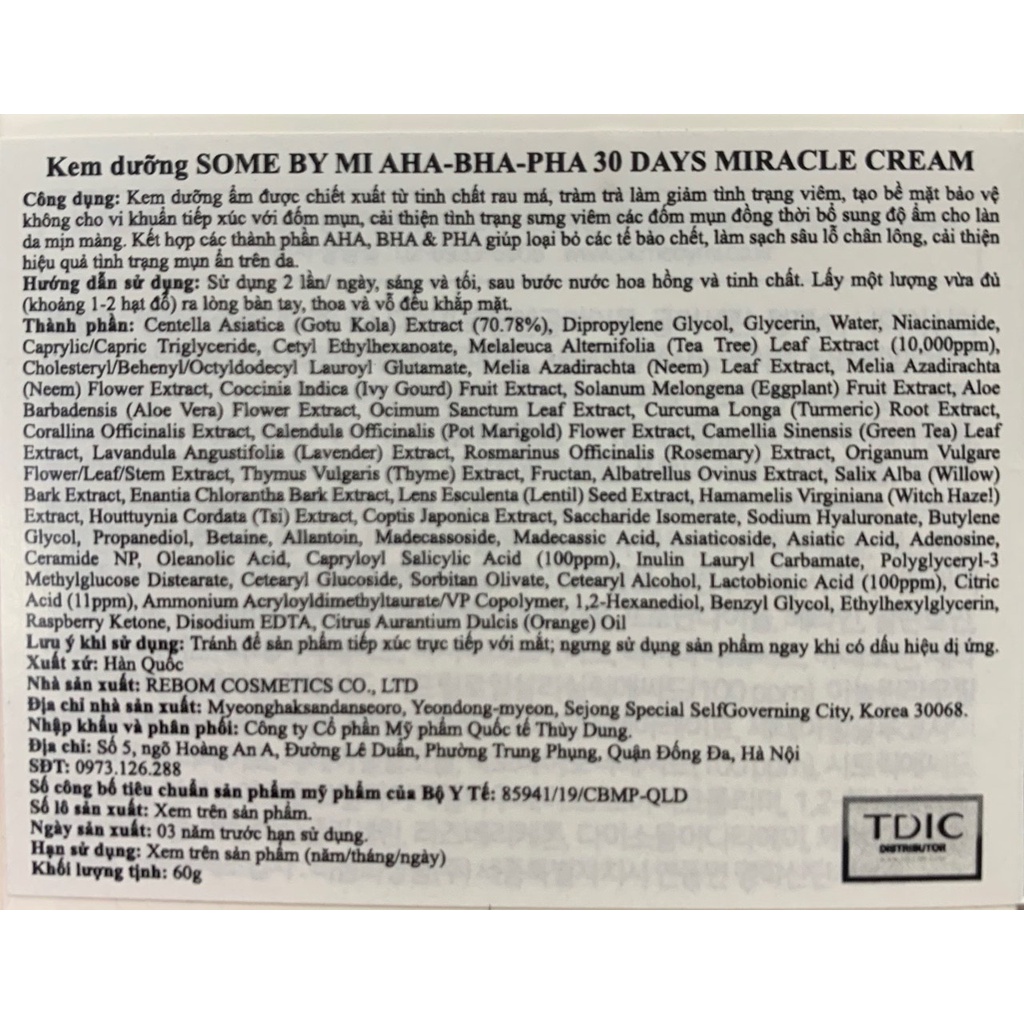 Kem dưỡng SOME BY MI AHA-BHA-PHA 30 DAYS MIRACLE CREAM
Công dụng: Kem dưỡng ẩm được chiết xuất từ tinh chất rau má, tràm trà làm giảm tình trạng viêm, tạo bề mặt bảo vệ
không cho vi khuẩn tiếp xúc với đốm mụn, cải thiện tình trạng sưng viêm các đốm mụn đồng thời bổ sung độ ẩm cho làn
da mịn màng. Kết hợp các thành phần AHA, BHA & PHA giúp loại bỏ các tế bào chết, làm sạch sâu lỗ chân lông, cải thiện
hiệu quả tình trạng mụn ẩn trên da.
Hướng dẫn sử dụng: Sử dụng 2 lần/ ngày, sáng và tối, sau bước nước hoa hồng và tinh chất. Lấy một lượng vừa đủ
(khoảng 1-2 hạt đỗ) ra lòng bàn tay, thoa và vỗ đều khắp mặt.
Thành phần: Centella Asiatica (Gotu Kola) Extract (70.78%), Dipropylene Glycol, Glycerin, Water, Niacinamide,
Caprylic/Capric Triglyceride, Cetyl Ethylhexanoate, Melaleuca Alternifolia (Tea Tree) Leaf Extract (10,000ppm),
Cholesteryl/Behenyl/Octyldodecyl Lauroyl Glutamate, Melia Azadirachta (Neem) Leaf Extract, Melia Azadirachta
(Neem) Flower Extract, Coccinia Indica (Ivy Gourd) Fruit Extract, Solanum Melongena (Eggplant) Fruit Extract, Aloe
Barbadensis (Aloe Vera) Flower Extract, Ocimum Sanctum Leaf Extract, Curcuma Longa (Turmeric) Root Extract,
Corallina Officinalis Extract, Calendula Officinalis (Pot Marigold) Flower Extract, Camellia Sinensis (Green Tea) Leaf
Extract, Lavandula Angustifolia (Lavender) Extract, Rosmarinus Officinalis (Rosemary) Extract, Origanum Vulgare
Flower/Leaf/Stem Extract, Thymus Vulgaris (Thyme) Extract, Fructan, Albatrellus Ovinus Extract, Salix Alba (Willow)
Bark Extract, Enantia Chlorantha Bark Extract, Lens Esculenta (Lentil) Seed Extract, Hamamelis Virginiana (Witch Haze!)
Extract, Houttuynia Cordata (Tsi) Extract, Coptis Japonica Extract, Saccharide Isomerate, Sodium Hyaluronate, Butylene
Glycol, Propanediol, Betaine, Allantoin, Madecassoside, Madecassic Acid, Asiaticoside, Asiatic Acid, Adenosine,
Ceramide NP, Oleanolic Acid, Capryloyl Salicylic Acid (100ppm), Inulin Lauryl Carbamate, Polyglyceryl-3
Methylglucose Distearate, Cetearyl Glucoside, Sorbitan Olivate, Cetearyl Alcohol, Lactobionic Acid (100ppm), Citric
Acid (11ppm), Ammonium Acryloyldimethyltaurate/VP Copolymer, 1,2-Hexanediol, Benzyl Glycol, Ethylhexylglycerin,
Raspberry Ketone, Disodium EDTA, Citrus Aurantium Dulcis (Orange) Oil
Lưu ý khi sử dụng: Tránh để sản phẩm tiếp xúc trực tiếp với mắt; ngưng sử dụng sản phẩm ngay khi có dấu hiệu dị ứng.
Xuất xứ: Hàn Quốc
Nhà sản xuất: REBOM COSMETICS CO., LTD
Địa chỉ nhà sản xuất: Myeonghaksandanseoro, Yeondong-myeon, Sejong Special SelfGoverning City, Korea 30068.
Nhập khẩu và phân phối: Công ty Cổ phần Mỹ phẩm Quốc tế Thùy Dung.
Địa chỉ: Số 5, ngõ Hoàng An A, Đường Lê Duẩn, Phường Trung Phụng, Quận Đống Đa, Hà Nội
SĐT: 0973.126.288
Số công bố tiêu chuẩn sản phẩm mỹ phẩm của Bộ Y Tế: 85941/19/CBMP-QLD
Số lô sản xuất: Xem trên sản phẩm.
Ngày sản xuất: 03 năm trước hạn sử dụng.
Hạn sử dụng: Xem trên sản phẩm (năm/tháng/ngày)
Khối lượng tịnh: 60g
TDIC
DISTRIBUTOR